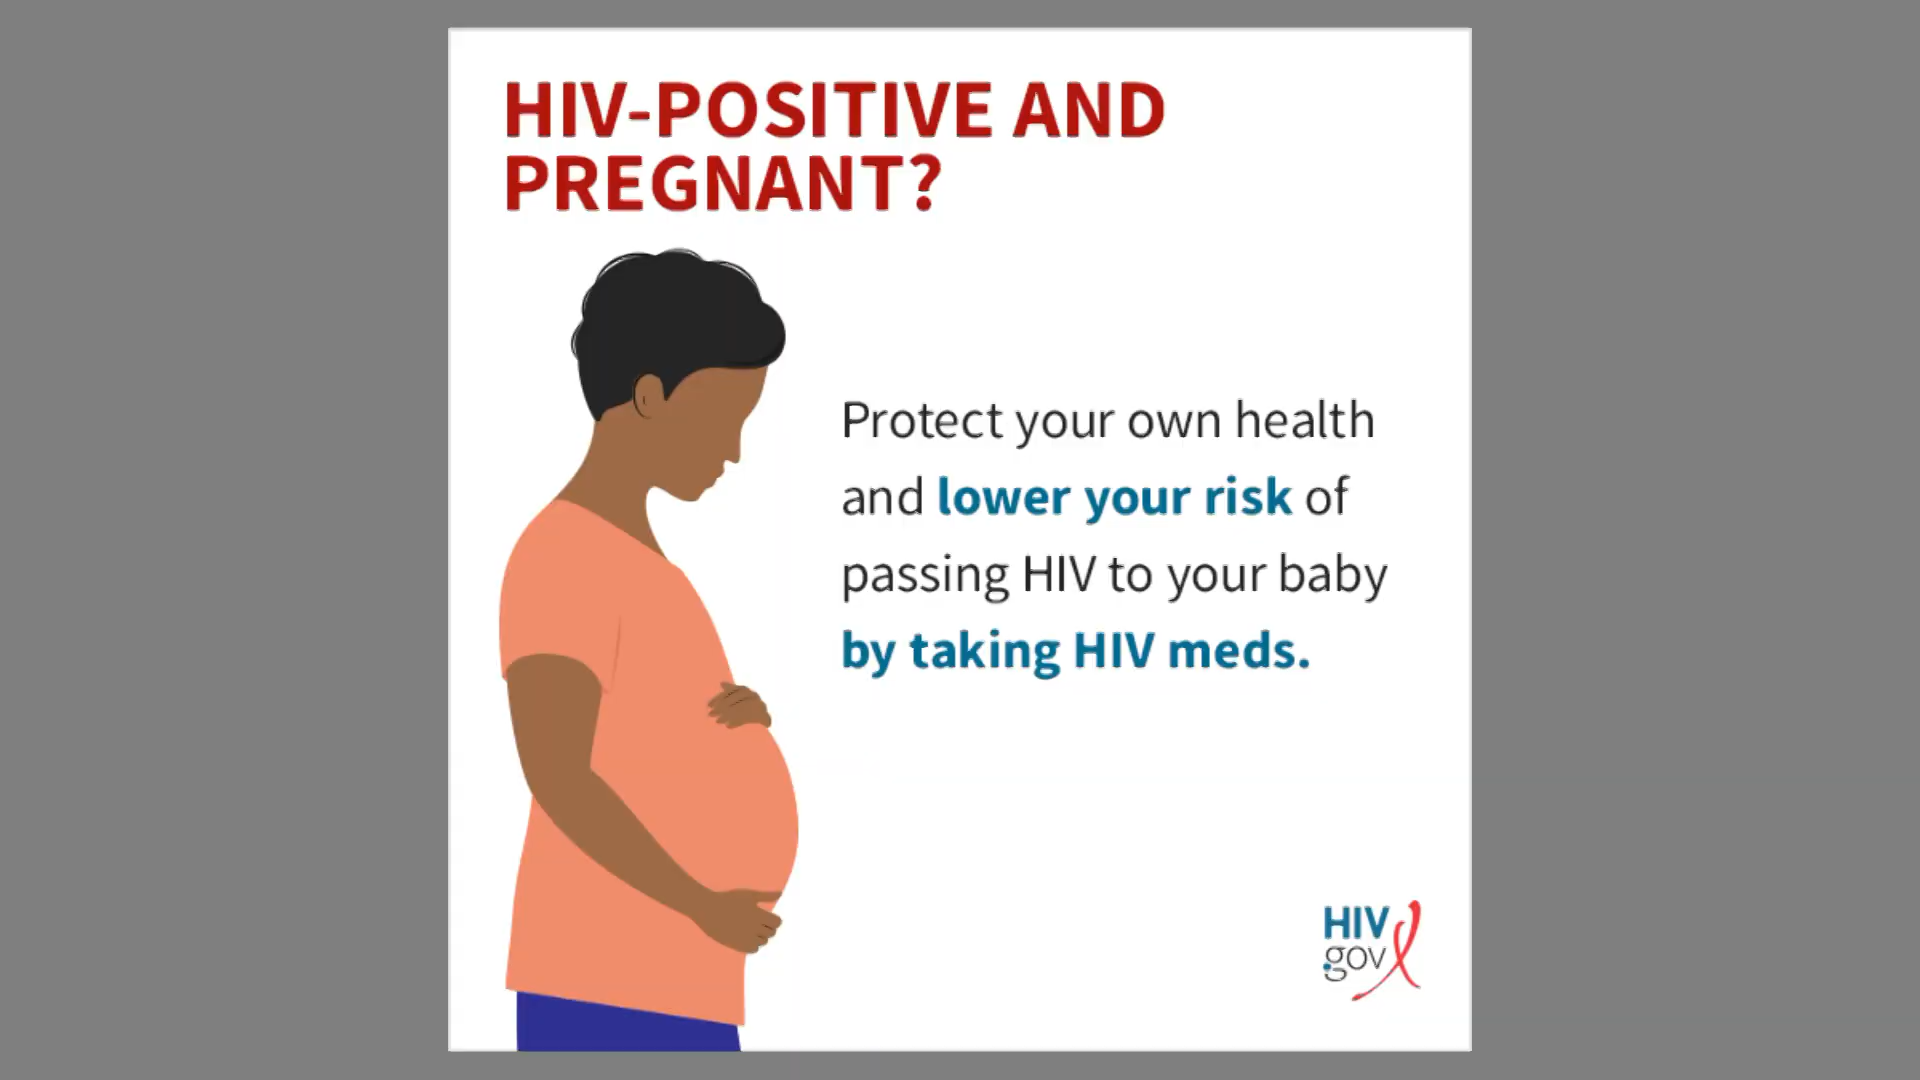 HIV-POSITIVE AND
PREGNANT?
Protect your own health
and lower your risk of
passing HIV to your baby
by taking HIV meds.
HIV
.gov